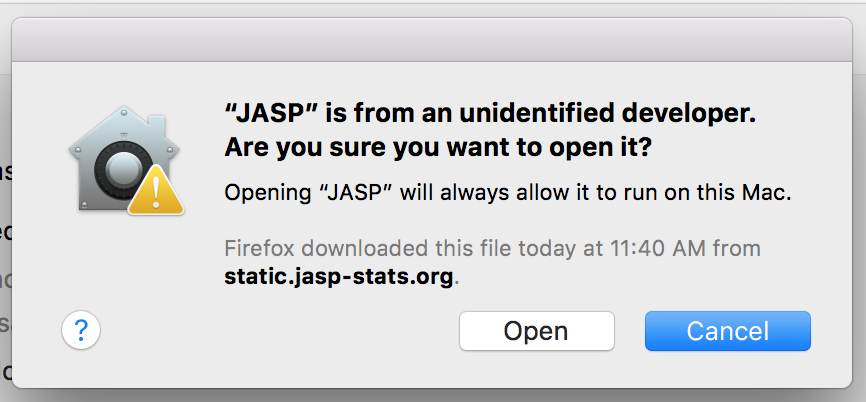 “JASP” is from an unidentified developer.
Are you sure you want to open it?
Opening “JASP” will always allow it to run on this Mac.
Firefox downloaded this file today at 11:40 AM from
static.jasp-stats.org.
?
Open
Cancel